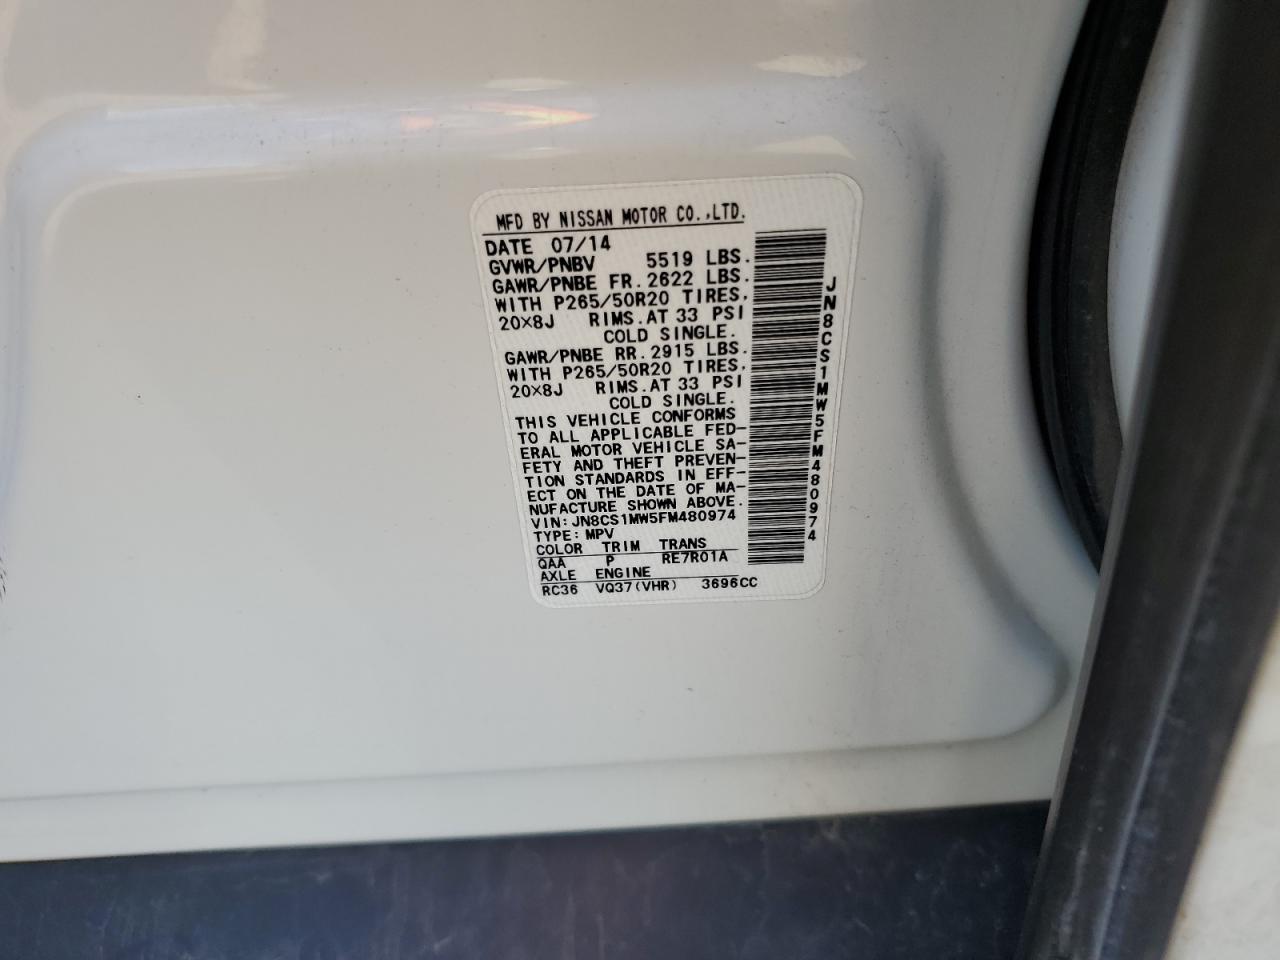 MFD BY NISSAN MOTOR CO.,LTD.
DATE 07/14
GVWR/PNBV 5519 LBS.
GAWR/PNBE FR. 2622 LBS.
WITH P265/50R20 TIRES,
20×8J RIMS.AT 33 PSI
COLD SINGLE.
GAWR/PNBE RR. 2915 LBS.
WITH P265/50R20 TIRES,
20×8J RIMS.AT 33 PSI
COLD SINGLE.
THIS VEHICLE CONFORMS
TO ALL APPLICABLE FED-
ERAL MOTOR VEHICLE SA-
FETY AND THEFT PREVEN-
TION STANDARDS IN EFF-
ECT ON THE DATE OF MA-
NUFACTURE SHOWN ABOVE.
VIN:JN8CS1MW5FM480974
TYPE:MPV
COLOR TRIM TRANS
QAA P RE7R01A
AXLE ENGINE
RC36 VQ37(VHR) 3696CC
JN8CS1MW5FM480974